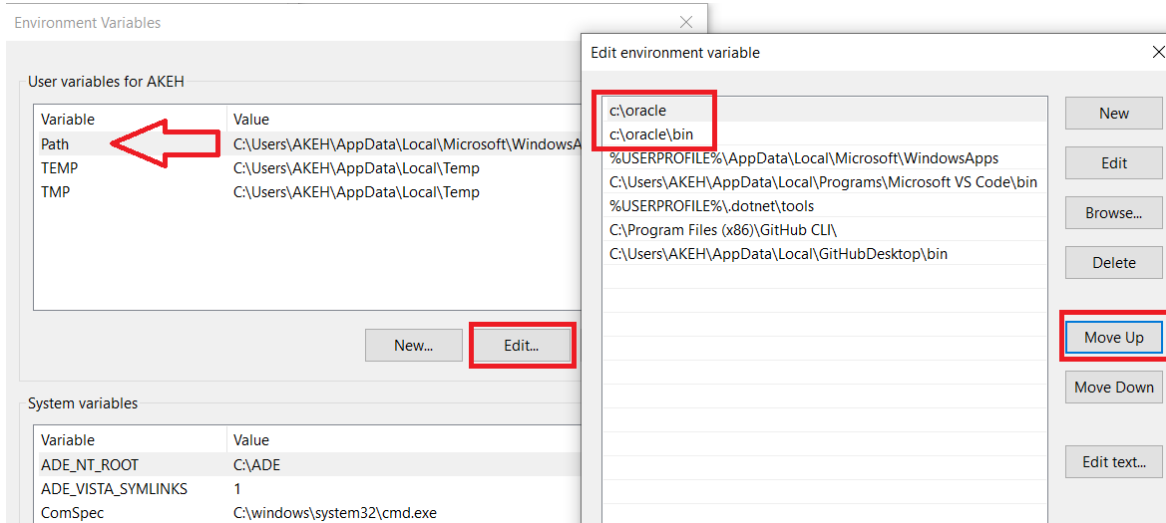 Environment Variables
User variables for AKEH
Variable Value
Path C:\Users\AKEH\AppData\Local\Microsoft\WindowsA
TEMP C:\Users\AKEH\AppData\Local\Temp
TMP C:\Users\AKEH\AppData\Local\Temp
New... Edit...
System variables
Variable Value
ADE_NT_ROOT C:\ADE
ADE_VISTA_SYMLINKS 1
ComSpec C:\windows\system32\cmd.exe
Edit environment variable
c:\oracle
c:\oracle\bin
%USERPROFILE%\AppData\Local\Microsoft\WindowsApps
C:\Users\AKEH\AppData\Local\Programs\Microsoft VS Code\bin
%USERPROFILE%\.dotnet\tools
C:\Program Files (x86)\GitHub CLI\
C:\Users\AKEH\AppData\Local\GitHubDesktop\bin
New
Edit
Browse...
Delete
Move Up
Move Down
Edit text...